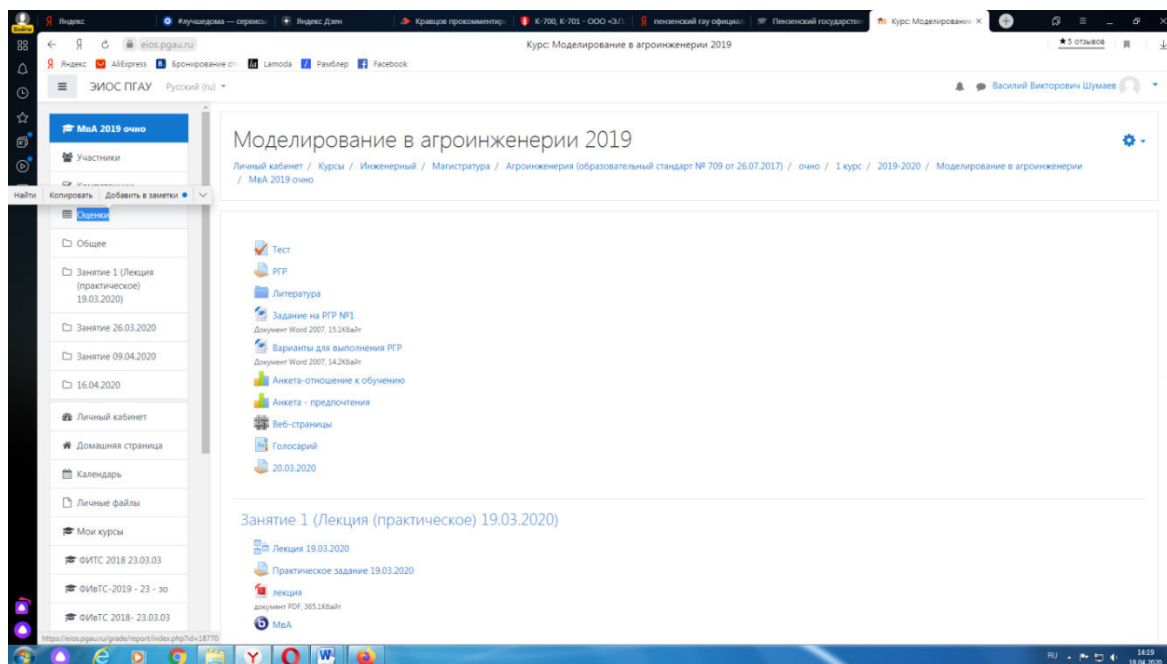 Войти
Яндекс
#лучшедома — сервисы
Яндекс Дзен
Кравцов прокомментир
К-700, К-701 - ООО «З.Г.
пензенский гау официал
Пензенский государстве
Курс: Моделирование
eios.pgau.ru
Курс: Моделирование в агроинженерии 2019
★5 отзывов
Яндекс
AliExpress
Бронирование от
Lamoda
Рамблер
Facebook
ЭИОС ПГАУ Русский (ru)
Василий Викторович Шумаев
МвА 2019 очно
Участники
Найти Копировать Добавить в заметки
Оценки
Общее
Занятие 1 (Лекция
(практическое)
19.03.2020)
Занятие 26.03.2020
Занятие 09.04.2020
16.04.2020
Личный кабинет
Домашняя страница
Календарь
Личные файлы
Мои курсы
ФИТС 2018 23.03.03
ФИвТС-2019 - 23 - зо
ФИвТС 2018- 23.03.03
https://eios.pgau.ru/grade/report/index.php?id=18770
Моделирование в агроинженерии 2019
Личный кабинет / Курсы / Инженерный / Магистратура / Агроинженерия (образовательный стандарт № 709 от 26.07.2017) / очно / 1 курс / 2019-2020 / Моделирование в агроинженерии
/ МвА 2019 очно
Тест
РГР
Литература
Задание на РГР №1
Документ Word 2007, 15.1Кбайт
Варианты для выполнения РГР
Документ Word 2007, 14.2Кбайт
Анкета-отношение к обучению
Анкета - предпочтения
Веб-страницы
Голосарий
20.03.2020
Занятие 1 (Лекция (практическое) 19.03.2020)
Лекция 19.03.2020
Практическое задание 19.03.2020
лекция
документ PDF, 365.1Кбайт
МвА
RU
14:19
18.04.2020